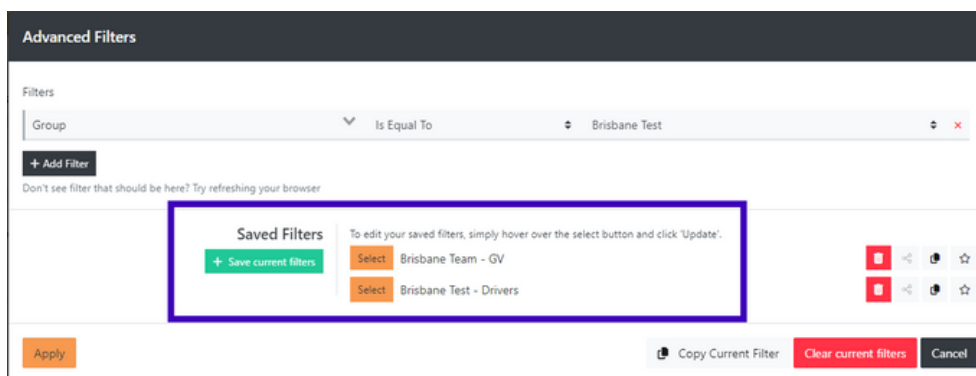 Advanced Filters
Filters
Group Is Equal To Brisbane Test
+ Add Filter
Don't see filter that should be here? Try refreshing your browser
Saved Filters To edit your saved filters, simply hover over the select button and click 'Update'.
+ Save current filters Select Brisbane Team - GV
Select Brisbane Test - Drivers
Apply Copy Current Filter Clear current filters Cancel